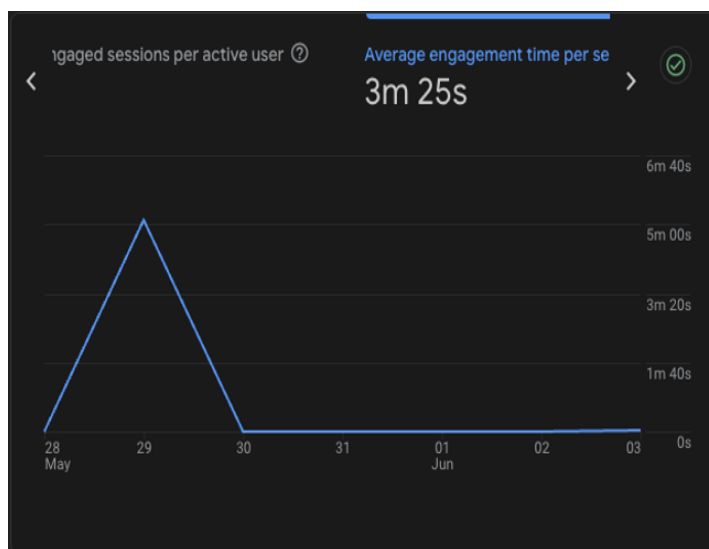 ngaged sessions per active user
Average engagement time per se
3m 25s
6m 40s
5m 00s
3m 20s
1m 40s
0s
28 29 30 31 01 02 03
May Jun